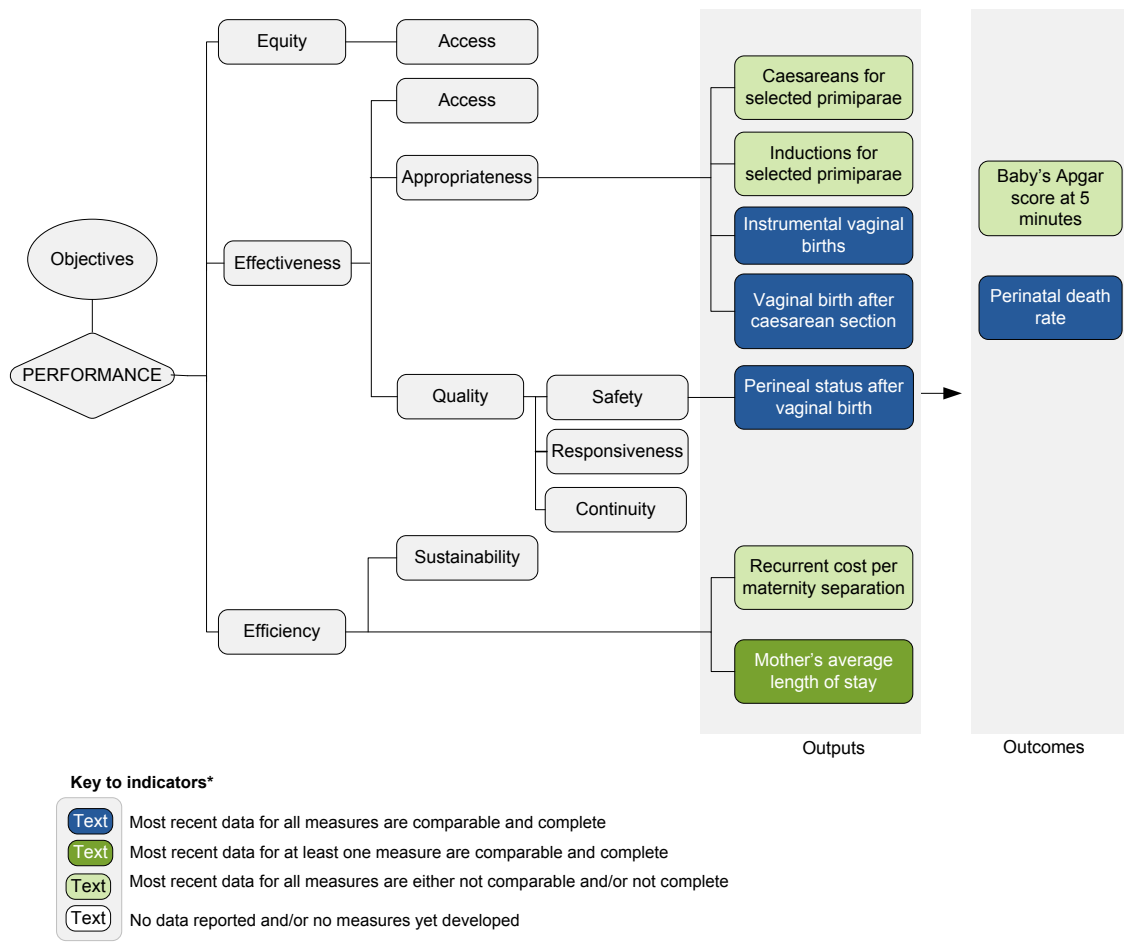 Equity
Access
Access
Caesareans for
selected primiparae
Inductions for
selected primiparae
Appropriateness
Instrumental vaginal
births
Baby's Apgar
score at 5
minutes
Objectives
Effectiveness
Vaginal birth after
caesarean section
Perinatal death
rate
PERFORMANCE
Quality
Safety
Perineal status after
vaginal birth
Responsiveness
Continuity
Sustainability
Recurrent cost per
maternity separation
Efficiency
Mother's average
length of stay
Outputs
Outcomes
Key to indicators*
Text Most recent data for all measures are comparable and complete
Text Most recent data for at least one measure are comparable and complete
Text Most recent data for all measures are either not comparable and/or not complete
Text No data reported and/or no measures yet developed